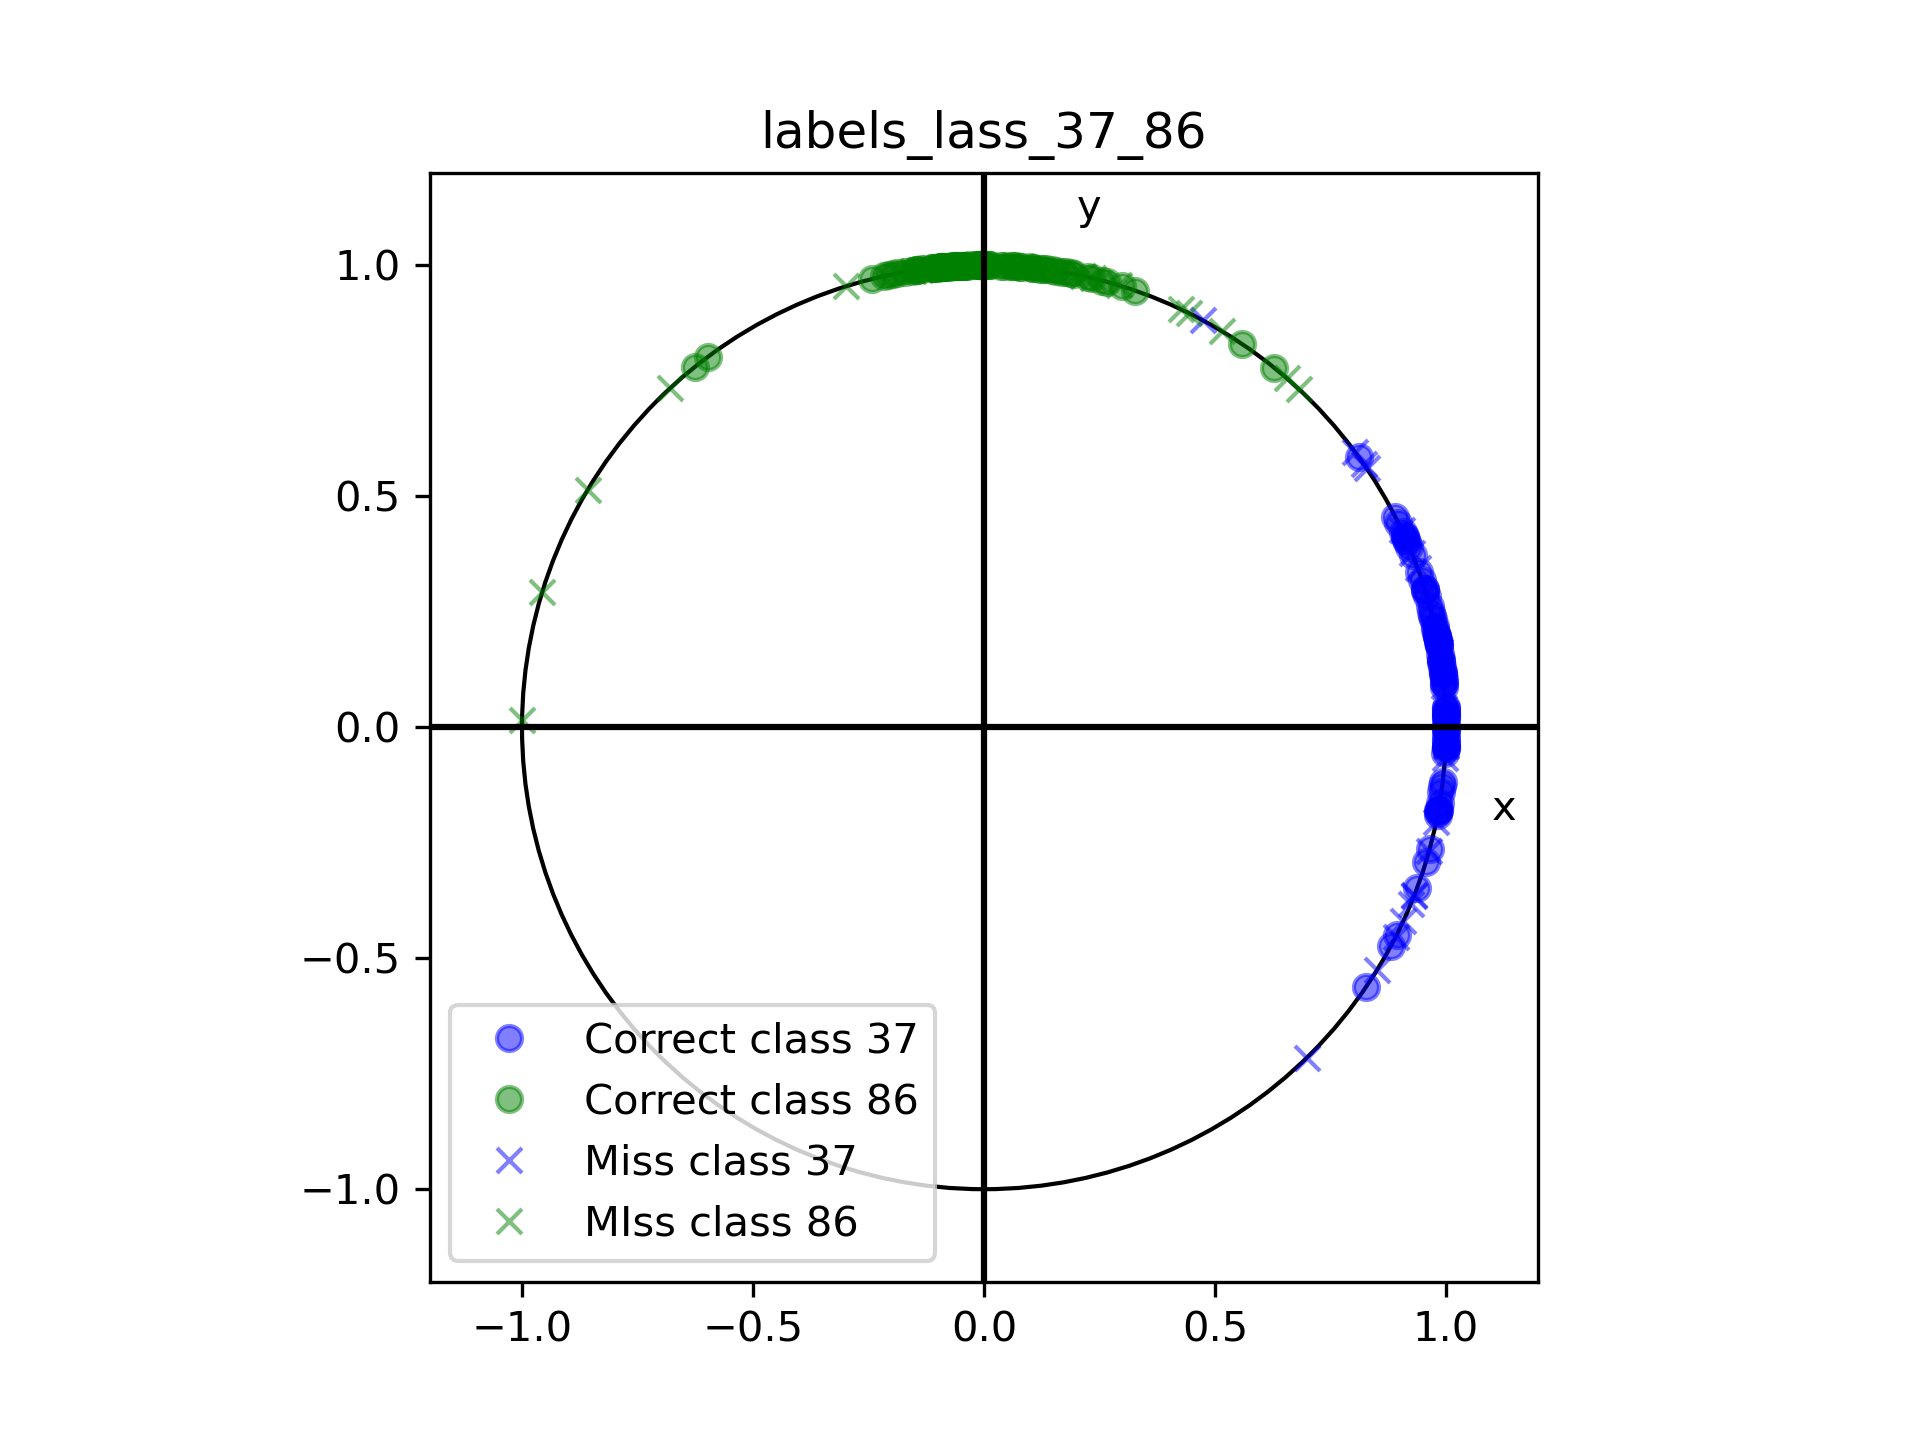 labels_lass_37_86
y
1.0
0.5
0.0
−0.5
−1.0
x
Correct class 37
Correct class 86
Miss class 37
MIss class 86
−1.0 −0.5 0.0 0.5 1.0